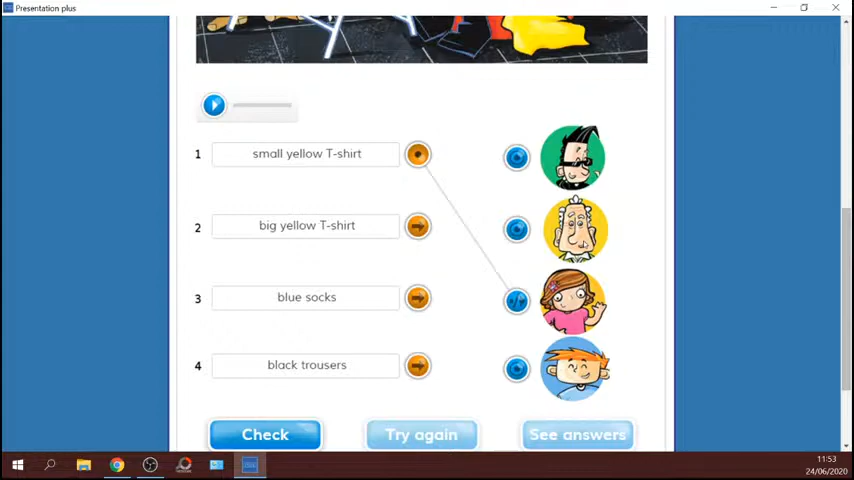 Presentation plus
1 small yellow T-shirt
2 big yellow T-shirt
3 blue socks
4 black trousers
Check Try again See answers
11:53
24/06/2020